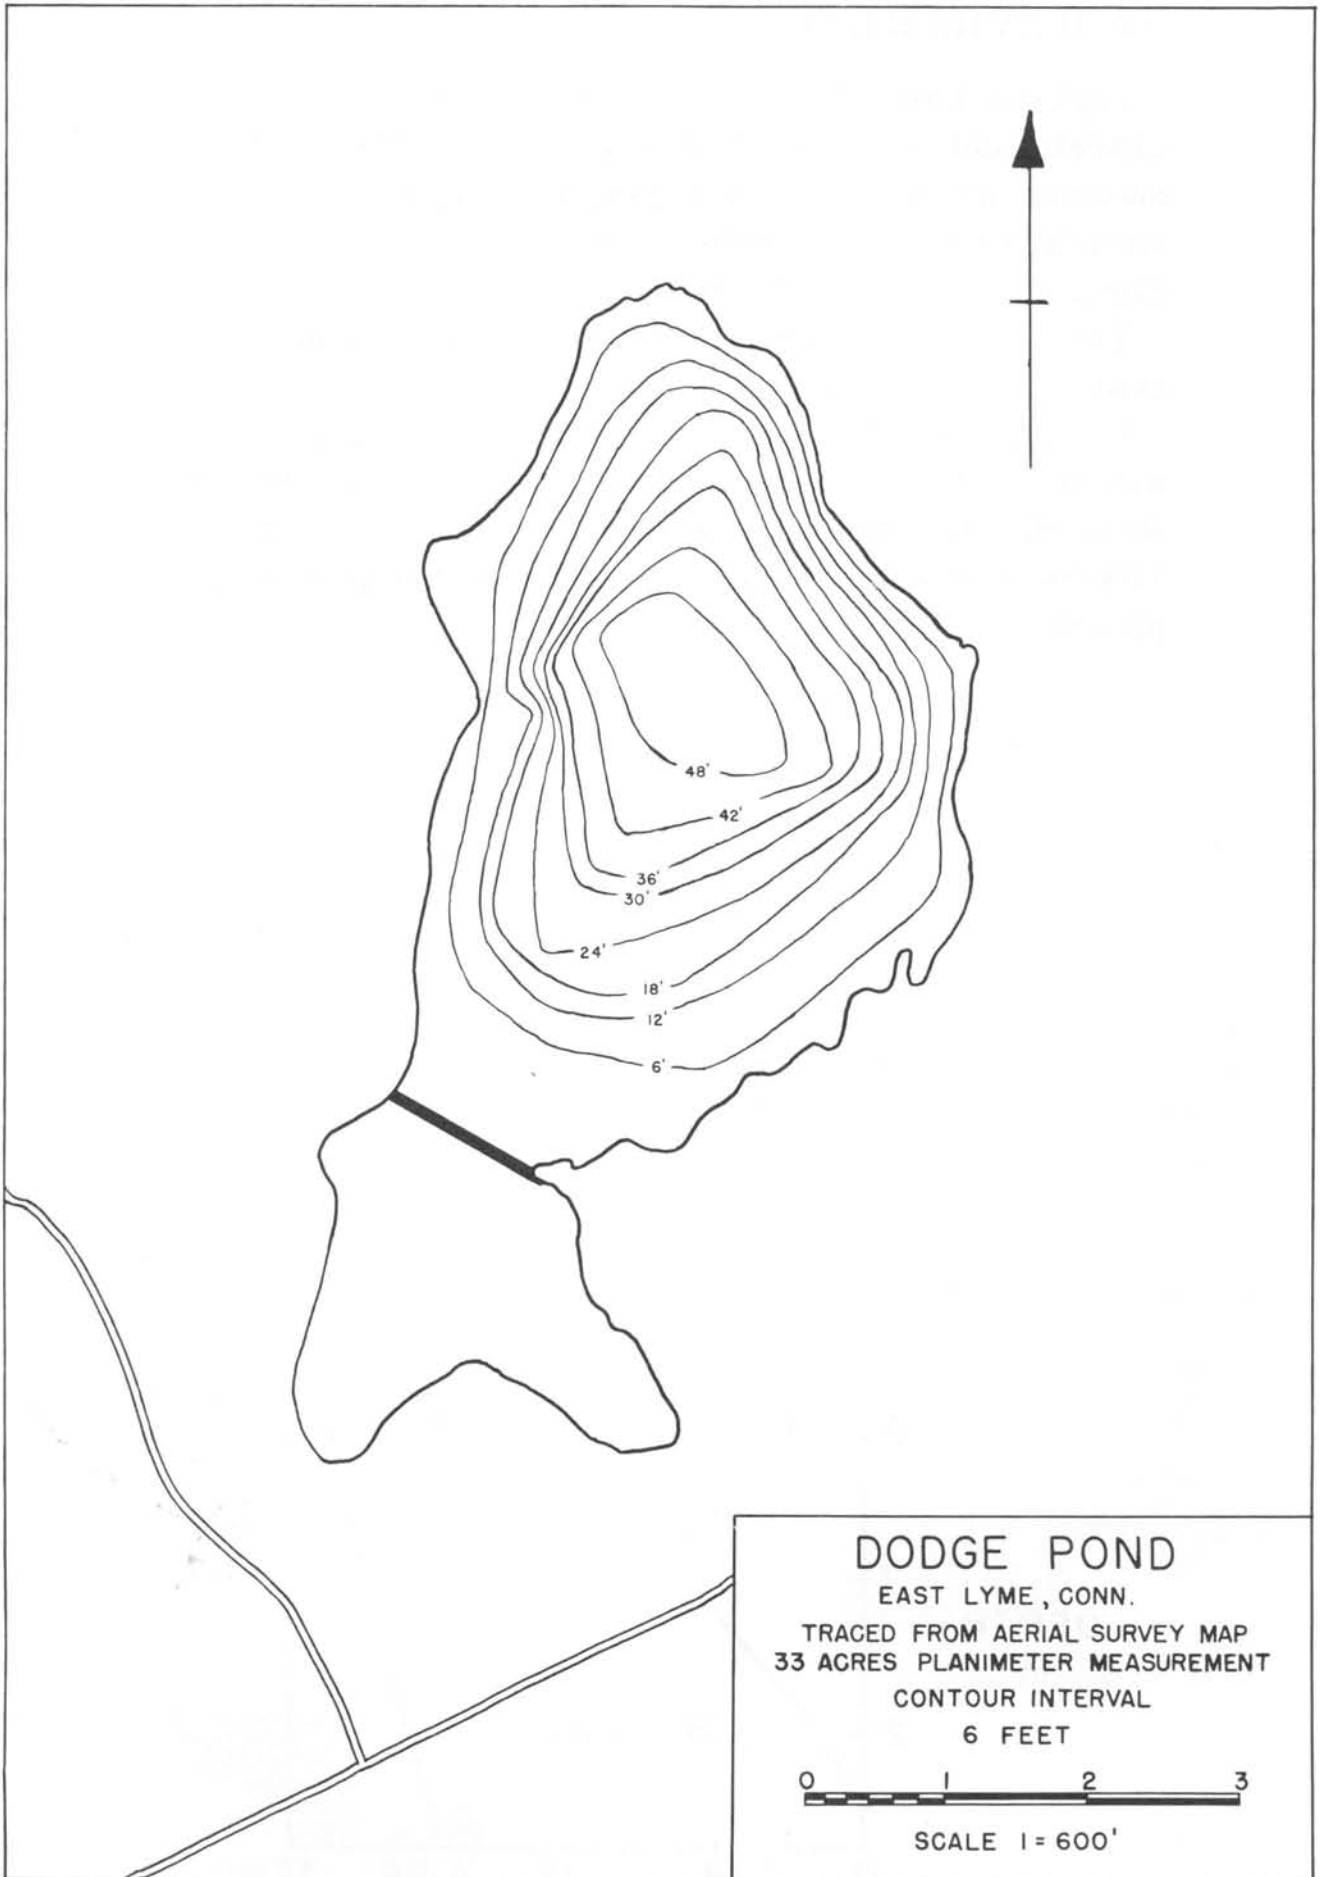 48'
42'
36'
30'
24'
18'
12'
6'
DODGE POND
EAST LYME, CONN.
TRACED FROM AERIAL SURVEY MAP
33 ACRES PLANIMETER MEASUREMENT
CONTOUR INTERVAL
6 FEET
0 1 2 3
SCALE 1 = 600'